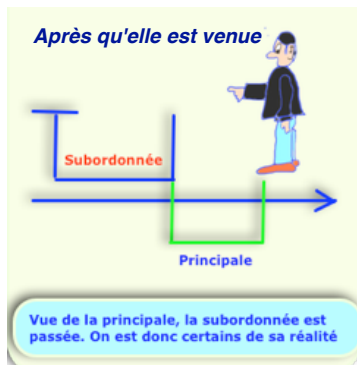 Après qu'elle est venue
Subordonnée
Principale
Vue de la principale, la subordonnée est
passée. On est donc certains de sa réalité